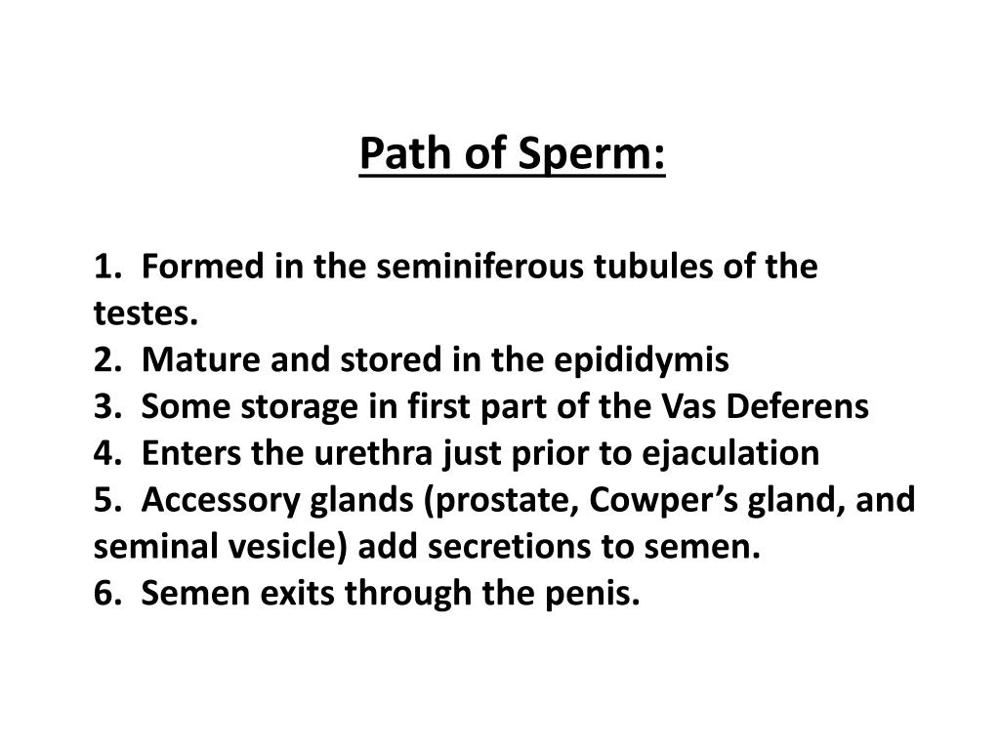 Path of Sperm:
1.  Formed in the seminiferous tubules of the
testes.
2.  Mature and stored in the epididymis
3.  Some storage in first part of the Vas Deferens
4.  Enters the urethra just prior to ejaculation
5.  Accessory glands (prostate, Cowper’s gland, and
seminal vesicle) add secretions to semen.
6.  Semen exits through the penis.